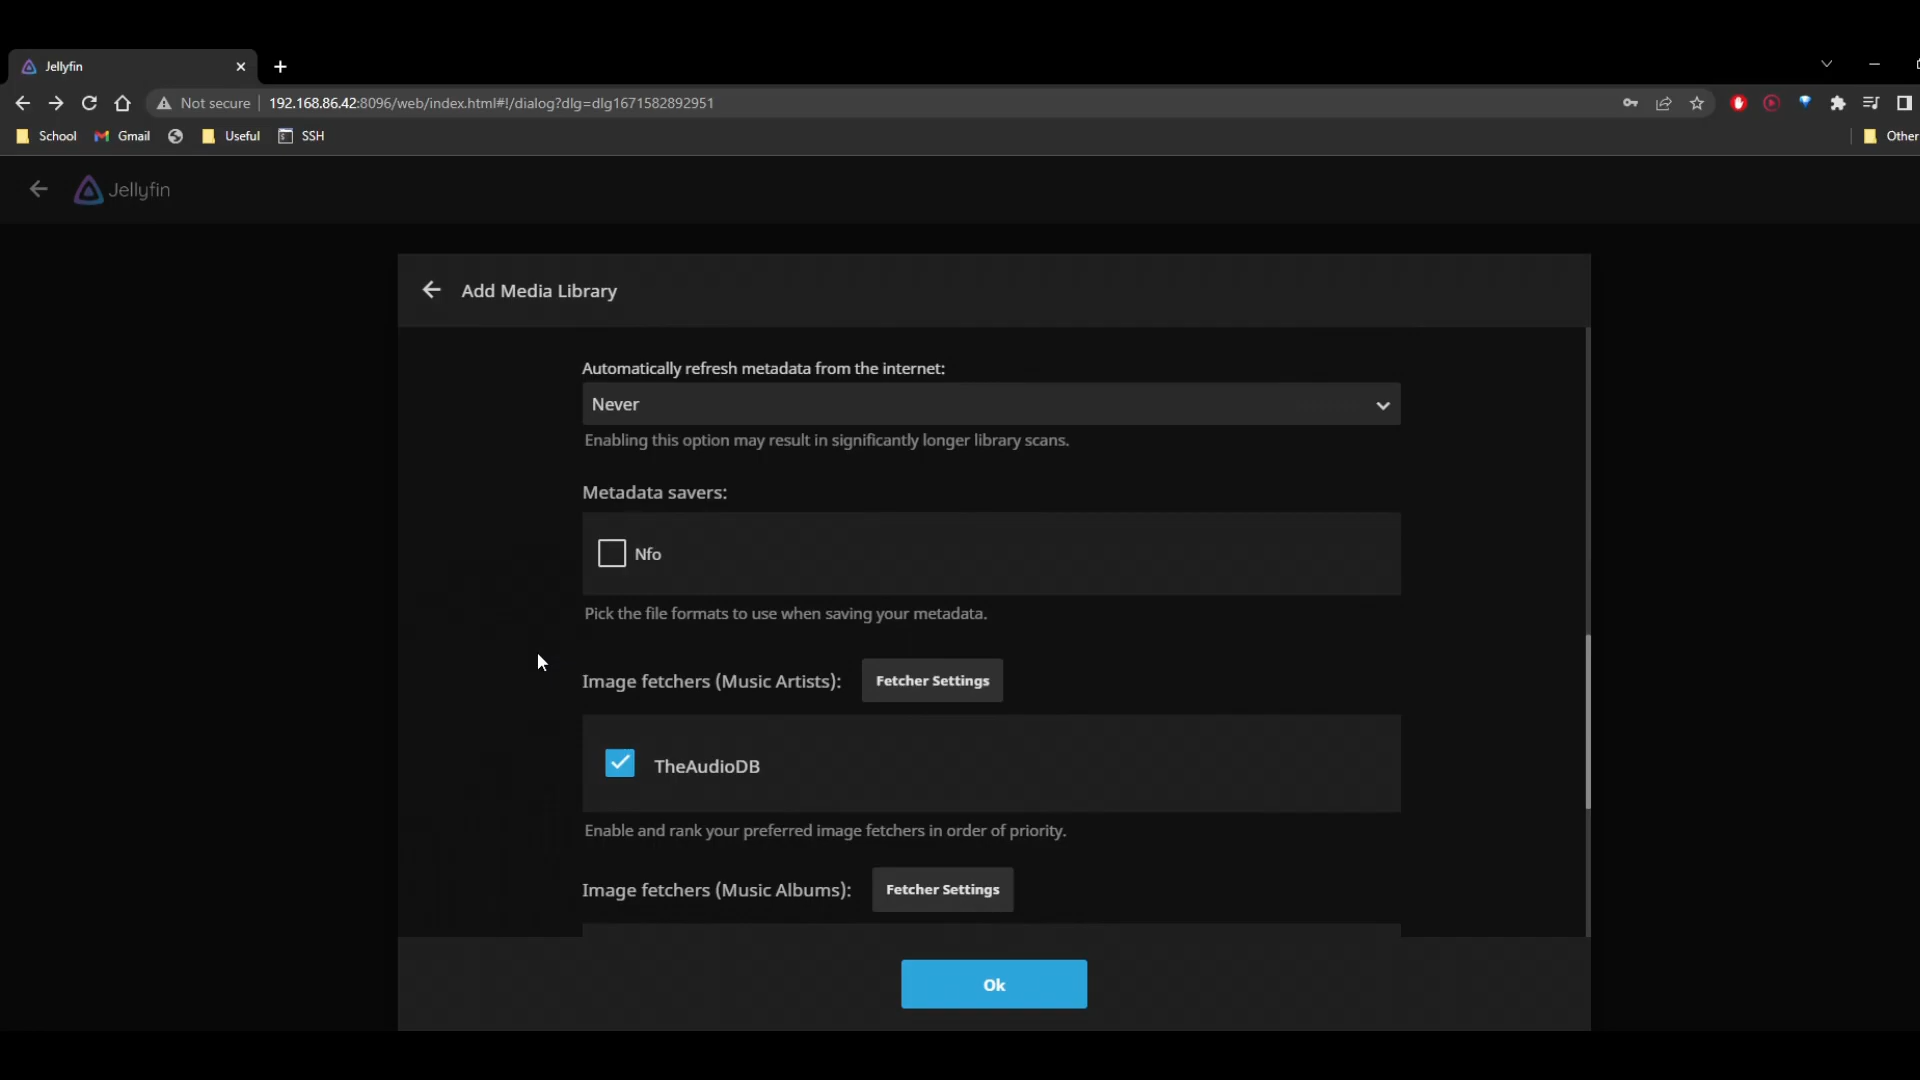 Jellyfin
Not secure
192.168.86.42:8096/web/index.html#!/dialog?dlg=dlg1671582892951
School
Gmail
Useful
SSH
Other
Jellyfin
Add Media Library
Automatically refresh metadata from the internet:
Never
Enabling this option may result in significantly longer library scans.
Metadata savers:
Nfo
Pick the file formats to use when saving your metadata.
Image fetchers (Music Artists):
Fetcher Settings
TheAudioDB
Enable and rank your preferred image fetchers in order of priority.
Image fetchers (Music Albums):
Fetcher Settings
Ok